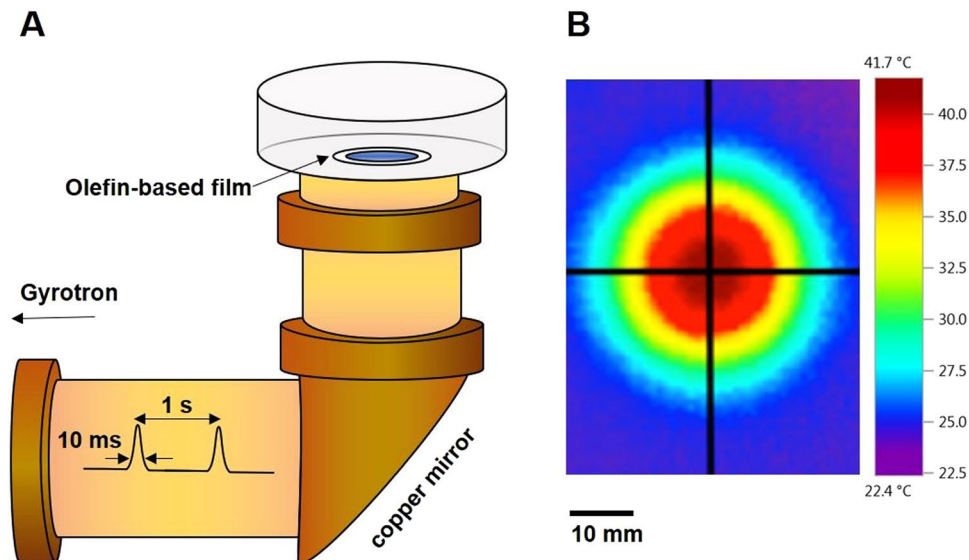 A
Olefin-based film
Gyrotron
1 s
10 ms
copper mirror
B
41.7 °C
40.0
37.5
35.0
32.5
30.0
27.5
25.0
22.5
22.4 °C
10 mm